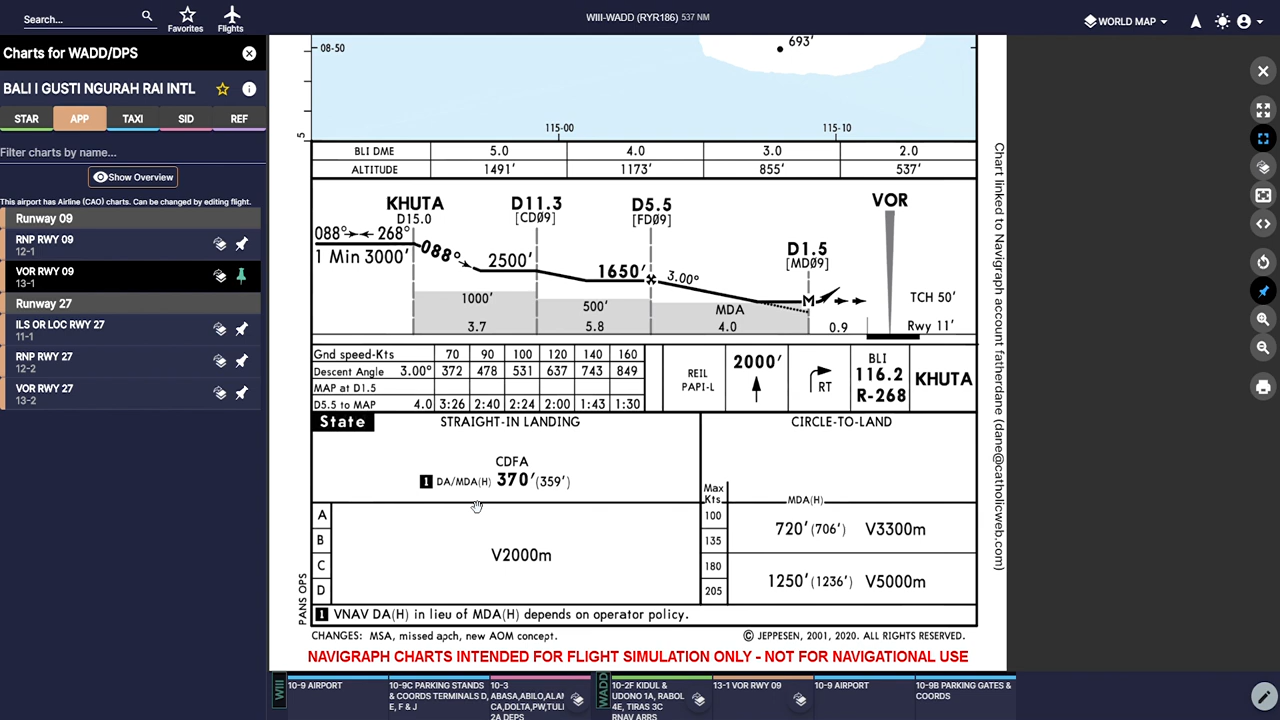 Search...
Favorites
Flights
WIII-WADD (RYR186) 537 NM
WORLD MAP
Charts for WADD/DPS
BALI I GUSTI NGURAH RAI INTL
STAR APP TAXI SID REF
Filter charts by name...
Show Overview
This airport has Airline (CAO) charts. Can be changed by editing flight.
Runway 09
RNP RWY 09
12-1
VOR RWY 09
13-1
Runway 27
ILS OR LOC RWY 27
11-1
RNP RWY 27
12-2
VOR RWY 27
13-2
693'
08-50
5
115-00 115-10
BLI DME 5.0 4.0 3.0 2.0
ALTITUDE 1491' 1173' 855' 537'
KHUTA D11.3 D5.5 VOR
D15.0 [CDØ9] [FDØ9]
088° 268°
1 Min 3000'
088°
2500'
1650'
3.00°
D1.5
[MDØ9]
M
1000' 500' MDA
TCH 50'
3.7 5.8 4.0 0.9 Rwy 11'
Gnd speed-Kts 70 90 100 120 140 160
Descent Angle 3.00° 372 478 531 637 743 849
MAP at D1.5
D5.5 to MAP 4.0 3:26 2:40 2:24 2:00 1:43 1:30
REIL
PAPI-L
2000'
RT
BLI
116.2
R-268
KHUTA
State STRAIGHT-IN LANDING CIRCLE-TO-LAND
CDFA
1 DA/MDA(H) 370'(359')
Max
Kts MDA(H)
A 100
B 135
C 180
D 205
V2000m
720'(706') V3300m
1250'(1236') V5000m
PANS OPS
1 VNAV DA(H) in lieu of MDA(H) depends on operator policy.
CHANGES: MSA, missed apch, new AOM concept. © JEPPESEN, 2001, 2020. ALL RIGHTS RESERVED.
NAVIGRAPH CHARTS INTENDED FOR FLIGHT SIMULATION ONLY - NOT FOR NAVIGATIONAL USE
Chart linked to Navigraph account fatherdane (dane@catholicweb.com)
WIII
10-9 AIRPORT
10-9C PARKING STANDS
& COORDS TERMINALS D,
E, F & J
10-3
ABASA,ABILO,ALAM
CA,DOLTA,PW,TULI
2A DEPS
WADD
10-2F KIDUL &
UDONO 1A, RABOL
4E, TIRAS 3C
RNAV ARRS
13-1 VOR RWY 09
10-9 AIRPORT
10-9B PARKING GATES &
COORDS